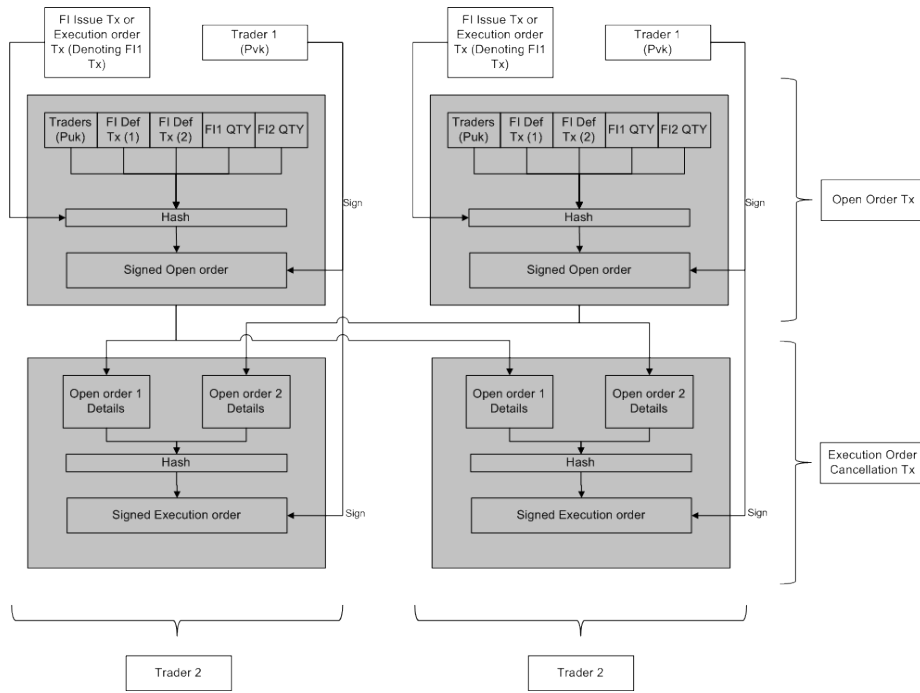 FI Issue Tx or
Execution order
Tx (Denoting FI1
Tx)
Trader 1
(Pvk)
FI Issue Tx or
Execution order
Tx (Denoting FI1
Tx)
Trader 1
(Pvk)
Traders
(Puk)
FI Def
Tx (1)
FI Def
Tx (2)
FI1 QTY
FI2 QTY
Traders
(Puk)
FI Def
Tx (1)
FI Def
Tx (2)
FI1 QTY
FI2 QTY
Sign
Sign
Open Order Tx
Hash
Hash
Signed Open order
Signed Open order
Open order 1
Details
Open order 2
Details
Open order 1
Details
Open order 2
Details
Hash
Hash
Execution Order
Cancellation Tx
Signed Execution order
Sign
Signed Execution order
Sign
Trader 2
Trader 2